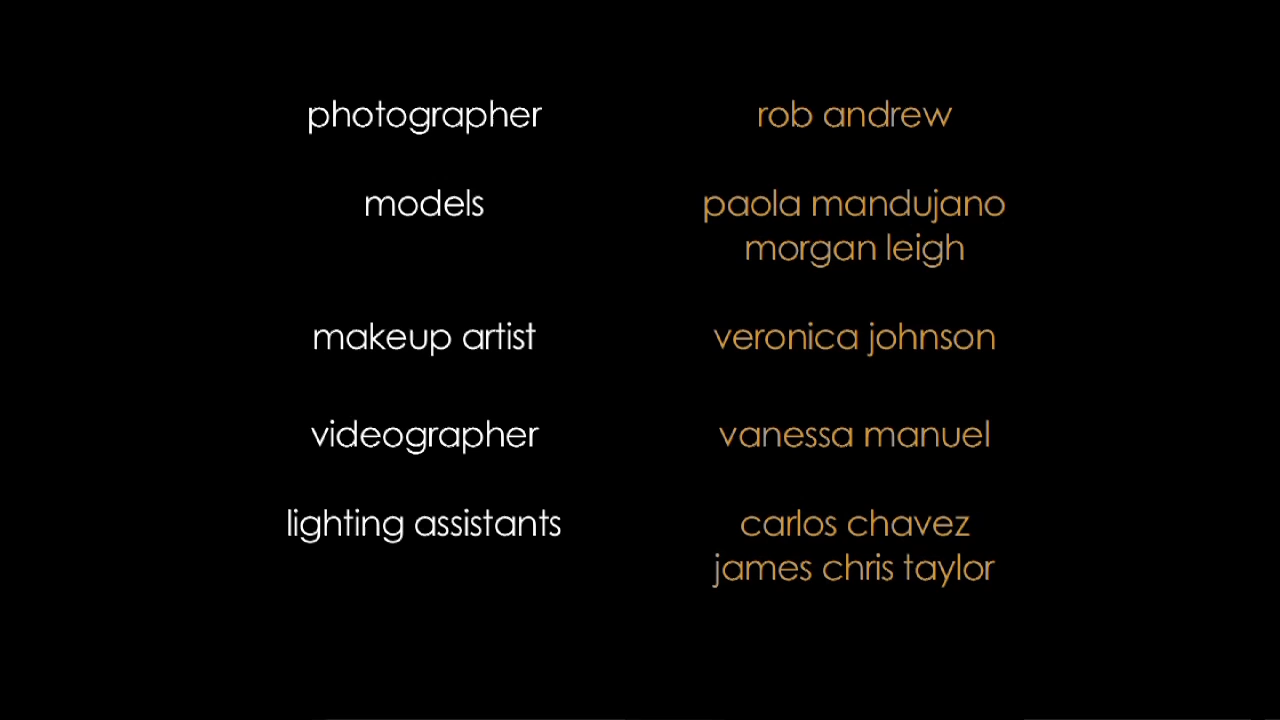 photographer rob andrew
models paola mandujano
morgan leigh
makeup artist veronica johnson
videographer vanessa manuel
lighting assistants carlos chavez
james chris taylor